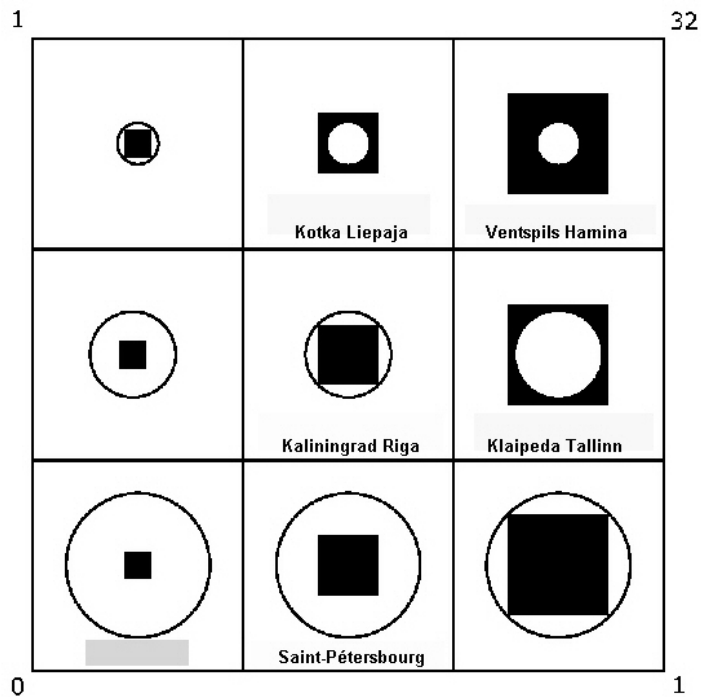 1
32
Kotka Liepaja
Ventspils Hamina
Kaliningrad Riga
Klaipeda Tallinn
Saint-Pétersbourg
0
1